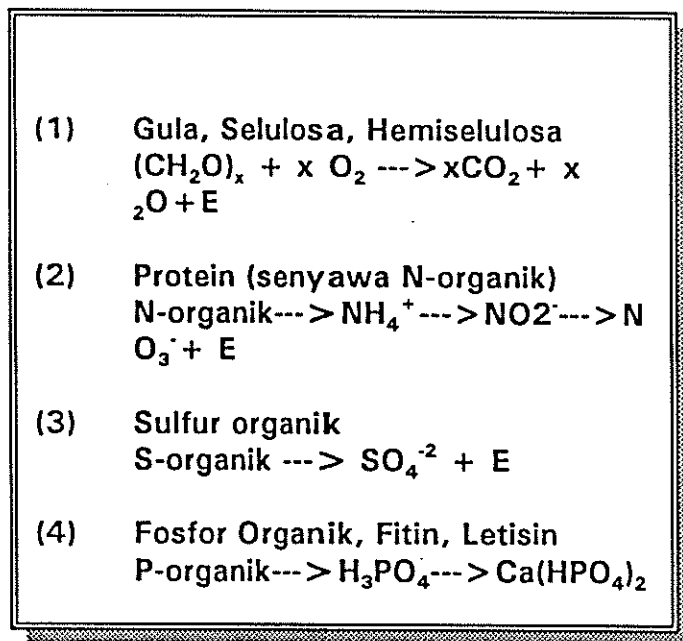 (1) Gula, Selulosa, Hemiselulosa
(CH₂O)ₓ + x O₂ ---> xCO₂ + x
₂O + E
(2) Protein (senyawa N-organik)
N-organik---> NH₄⁺ ---> NO2⁻---> N
O₃⁻ + E
(3) Sulfur organik
S-organik ---> SO₄⁻² + E
(4) Fosfor Organik, Fitin, Letisin
P-organik---> H₃PO₄---> Ca(HPO₄)₂